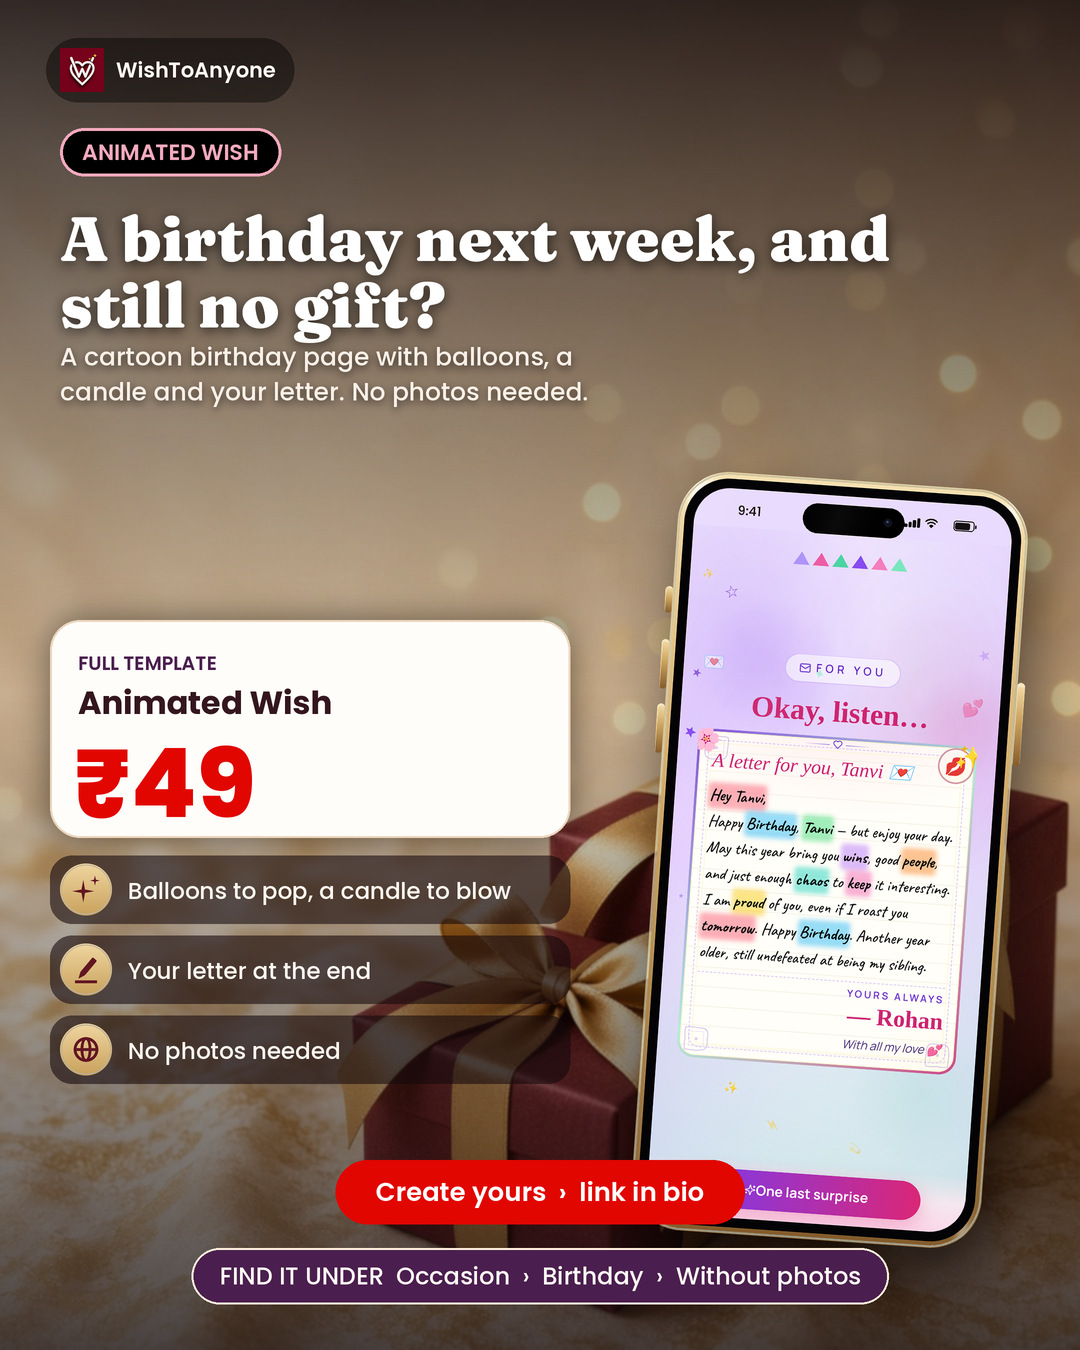 WishToAnyone
ANIMATED WISH
A birthday next week, and
still no gift?
A cartoon birthday page with balloons, a
candle and your letter. No photos needed.
FULL TEMPLATE
Animated Wish
₹49
Balloons to pop, a candle to blow
Your letter at the end
No photos needed
9:41
FOR YOU
Okay, listen...
A letter for you, Tanvi
Hey Tanvi,
Happy Birthday, Tanvi – but enjoy your day.
May this year bring you wins, good people,
and just enough chaos to keep it interesting.
I am proud of you, even if I roast you
tomorrow. Happy Birthday. Another year
older, still undefeated at being my sibling.
YOURS ALWAYS
— Rohan
With all my love
One last surprise
Create yours › link in bio
FIND IT UNDER Occasion › Birthday › Without photos